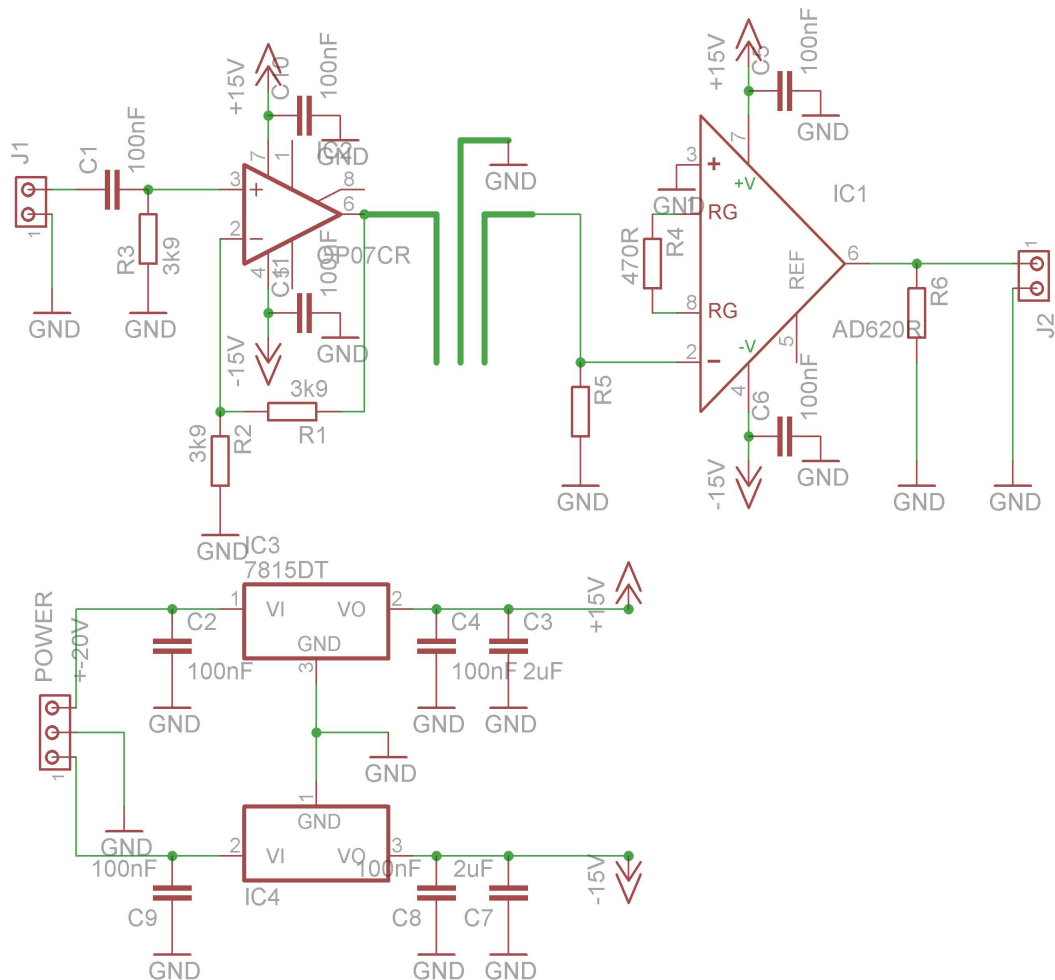 J1
1
C1
100nF
R3
3k9
GND
GND
+15V
C10
100nF
GND
7
1
IC2
3
+
8
6
2
-
OP07CR
4
5
C11
100nF
GND
-15V
3k9
R1
3k9
R2
GND
GND
R5
GND
+15V
C5
100nF
GND
7
3
+
+V
GND
1
RG
IC1
470R
R4
6
REF
8
RG
AD620R
5
2
-
-V
4
C6
100nF
GND
-15V
R6
GND
1
J2
GND
IC3
7815DT
POWER
+-20V
1
1
VI
VO
2
GND
3
C2
100nF
GND
C4
100nF
GND
C3
2uF
GND
+15V
GND
GND
1
GND
2
VI
VO
3
IC4
100nF
C9
GND
100nF
C8
GND
2uF
C7
GND
-15V